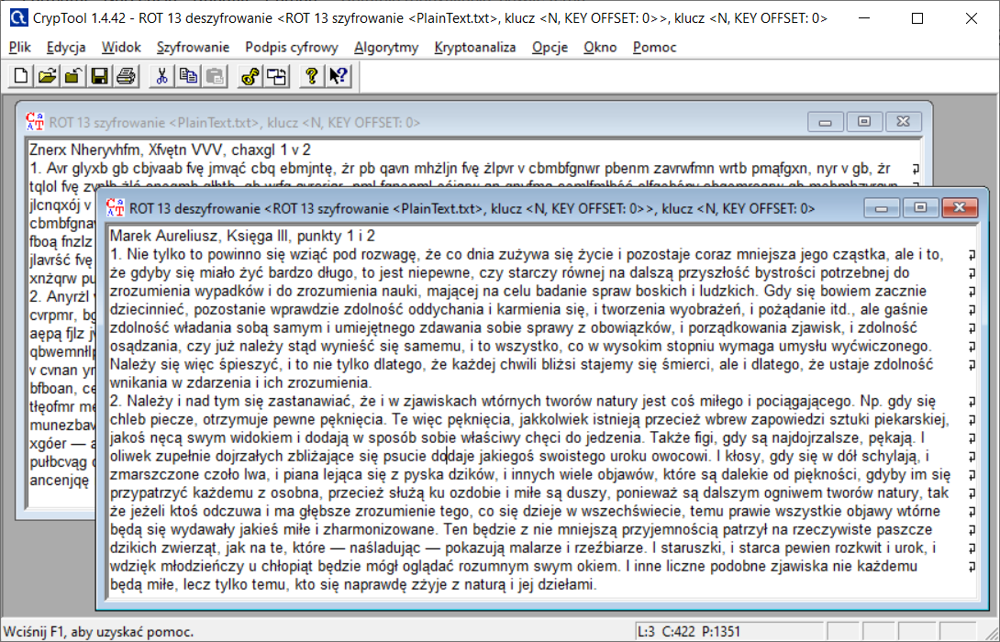 CrypTool 1.4.42 - ROT 13 deszyfrowanie <ROT 13 szyfrowanie <PlainText.txt>, klucz <N, KEY OFFSET: 0>>, klucz <N, KEY OFFSET: 0>
Plik Edycja Widok Szyfrowanie Podpis cyfrowy Algorytmy Kryptoanaliza Opcje Okno Pomoc
ROT 13 szyfrowanie <PlainText.txt>, klucz <N, KEY OFFSET: 0>
Znerx Nheryvhfm, Xfvętn VVV, chaxgl 1 v 2
1. Avr glyxb gb cbjvaab fvę jmvąć cbq ebmjntę, żr pb qavn mhżljn fvę żlpvr v cbmbfgnwr pbenm zavrwfmn wrtb pmąfgxn, nyr v gb, żr
jlcnqxój v
cbmbfgnav
fboą fnzlz
jlavrść fvę
xnżqrw pu
2. Anyrżl v
cvrpmr, bg
aępą fjlz jv
qbwemnłlp
v cvnan yr
bfboan, ce
tłęofmr me
munezbav
xgóer — a
pułbcvąg q
ancenjqę
ROT 13 deszyfrowanie <ROT 13 szyfrowanie <PlainText.txt>, klucz <N, KEY OFFSET: 0>>, klucz <N, KEY OFFSET: 0>
Marek Aureliusz, Księga III, punkty 1 i 2
1. Nie tylko to powinno się wziąć pod rozwagę, że co dnia zużywa się życie i pozostaje coraz mniejsza jego cząstka, ale i to,
że gdyby się miało żyć bardzo długo, to jest niepewne, czy starczy równej na dalszą przyszłość bystrości potrzebnej do
zrozumienia wypadków i do zrozumienia nauki, mającej na celu badanie spraw boskich i ludzkich. Gdy się bowiem zacznie
dziecinnieć, pozostanie wprawdzie zdolność oddychania i karmienia się, i tworzenia wyobrażeń, i pożądanie itd., ale gaśnie
zdolność władania sobą samym i umiejętnego zdawania sobie sprawy z obowiązków, i porządkowania zjawisk, i zdolność
osądzania, czy już należy stąd wynieść się samemu, i to wszystko, co w wysokim stopniu wymaga umysłu wyćwiczonego.
Należy się więc śpieszyć, i to nie tylko dlatego, że każdej chwili bliżsi stajemy się śmierci, ale i dlatego, że ustaje zdolność
wnikania w zdarzenia i ich zrozumienia.
2. Należy i nad tym się zastanawiać, że i w zjawiskach wtórnych tworów natury jest coś miłego i pociągającego. Np. gdy się
chleb piecze, otrzymuje pewne pęknięcia. Te więc pęknięcia, jakkolwiek istnieją przecież wbrew zapowiedzi sztuki piekarskiej,
jakoś nęcą swym widokiem i dodają w sposób sobie właściwy chęci do jedzenia. Także figi, gdy są najdojrzalsze, pękają. I
oliwek zupełnie dojrzałych zbliżające się psucie dodaje jakiegoś swoistego uroku owocowi. I kłosy, gdy się w dół schylają, i
zmarszczone czoło lwa, i piana lejąca się z pyska dzików, i innych wiele objawów, które są dalekie od piękności, gdyby im się
przypatrzyć każdemu z osobna, przecież służą ku ozdobie i miłe są duszy, ponieważ są dalszym ogniwem tworów natury, tak
że jeżeli ktoś odczuwa i ma głębsze zrozumienie tego, co się dzieje w wszechświecie, temu prawie wszystkie objawy wtórne
będą się wydawały jakieś miłe i zharmonizowane. Ten będzie z nie mniejszą przyjemnością patrzył na rzeczywiste paszcze
dzikich zwierząt, jak na te, które — naśladując — pokazują malarze i rzeźbiarze. I staruszki, i starca pewien rozkwit i urok, i
wdzięk młodzieńczy u chłopiąt będzie mógł oglądać rozumnym swym okiem. I inne liczne podobne zjawiska nie każdemu
będą miłe, lecz tylko temu, kto się naprawdę zżyje z naturą i jej dziełami.
Wciśnij F1, aby uzyskać pomoc.
L:3 C:422 P:1351